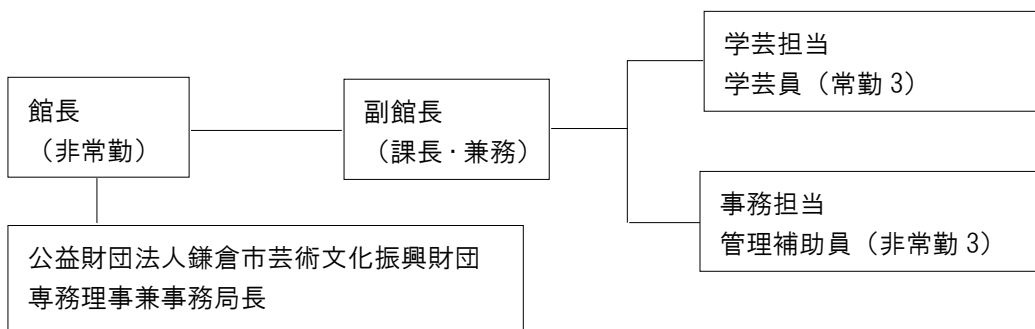 学芸担当
学芸員（常勤 3）
館長
（非常勤）
副館長
（課長・兼務）
事務担当
管理補助員（非常勤 3）
公益財団法人鎌倉市芸術文化振興財団
専務理事兼事務局長